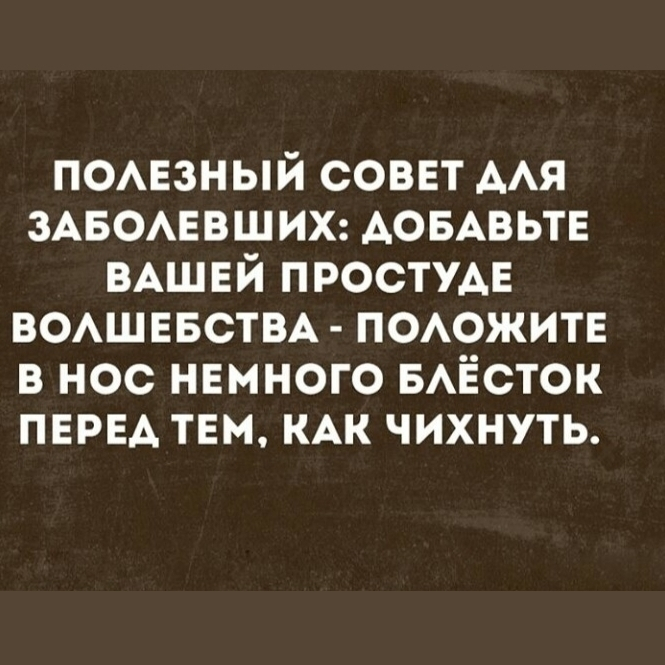 ПОЛЕЗНЫЙ СОВЕТ ДЛЯ
ЗАБОЛЕВШИХ: ДОБАВЬТЕ
ВАШЕЙ ПРОСТУДЕ
ВОЛШЕБСТВА - ПОЛОЖИТЕ
В НОС НЕМНОГО БЛЁСТОК
ПЕРЕД ТЕМ, КАК ЧИХНУТЬ.